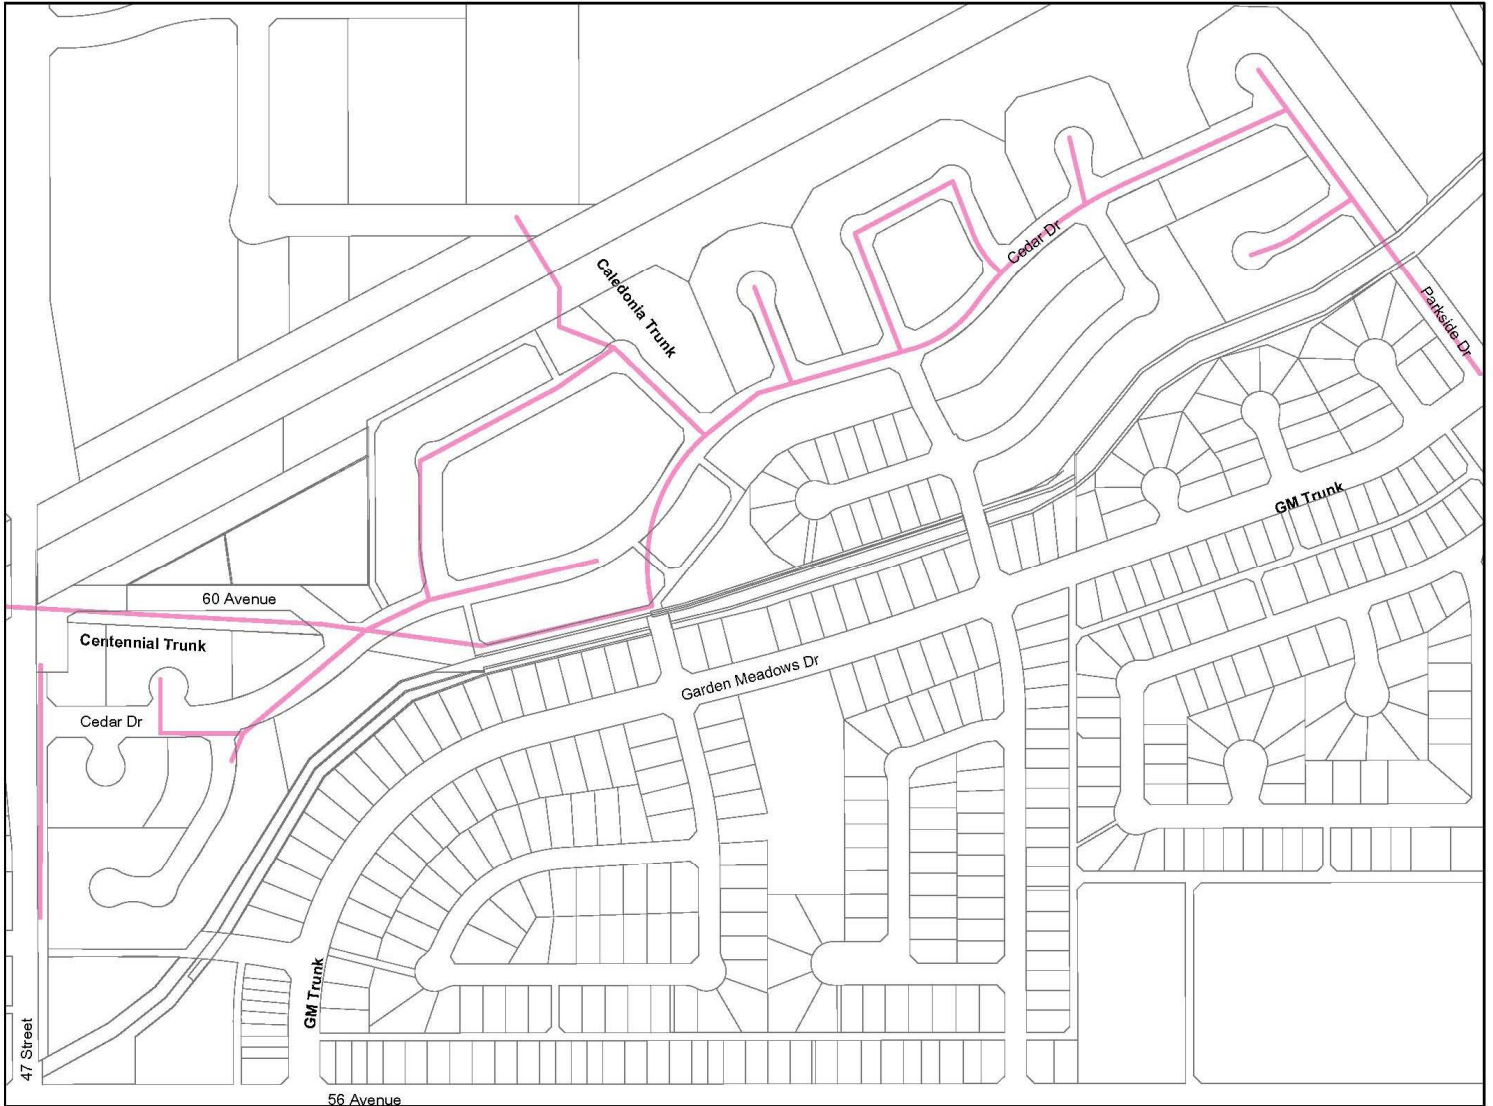 Cedar Dr
Caledonia Trunk
Parkside Dr
GM Trunk
60 Avenue
Centennial Trunk
Garden Meadows Dr
Cedar Dr
GM Trunk
47 Street
56 Avenue